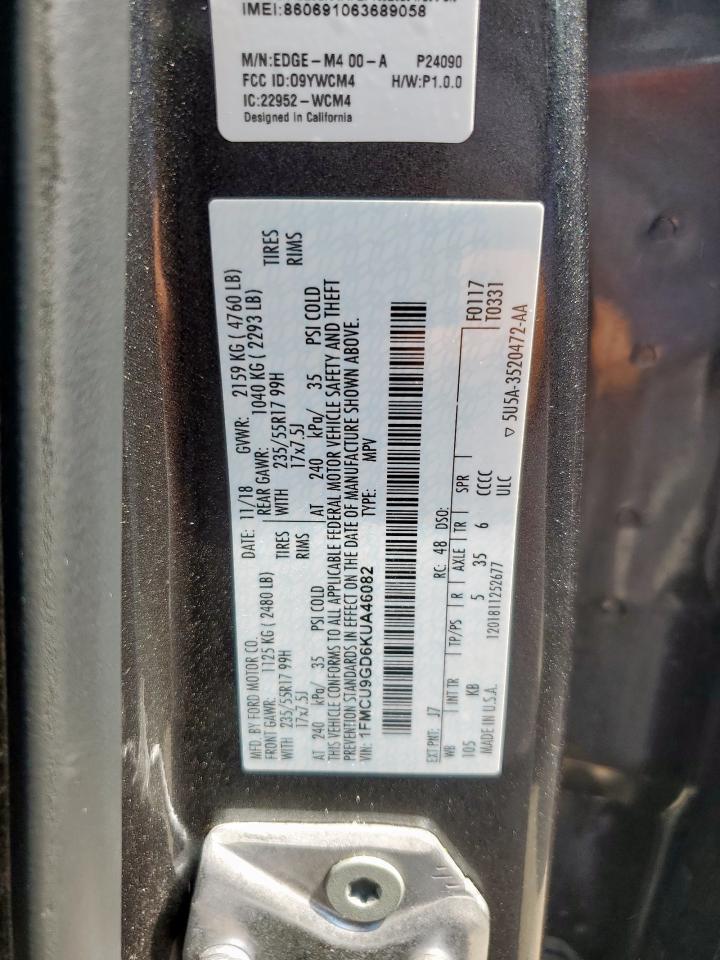 IMEI:860691063689058
M/N:EDGE-M4 00-A P24090
FCC ID:O9YWCM4 H/W:P1.0.0
IC:22952-WCM4
Designed in California
MFD. BY FORD MOTOR CO. DATE: 11/18 GVWR: 2159 KG ( 4760 LB)
FRONT GAWR: 1125 KG ( 2480 LB) REAR GAWR: 1040 KG ( 2293 LB)
WITH 235/55R17 99H TIRES WITH 235/55R17 99H TIRES
17x7.5J RIMS 17x7.5J RIMS
AT 240 kPa/ 35 PSI COLD AT 240 kPa/ 35 PSI COLD
THIS VEHICLE CONFORMS TO ALL APPLICABLE FEDERAL MOTOR VEHICLE SAFETY AND THEFT
PREVENTION STANDARDS IN EFFECT ON THE DATE OF MANUFACTURE SHOWN ABOVE.
VIN: 1FMCU9GD6KUA46082 TYPE: MPV
EXT PNT: J7 RC: 48 DSO: F0117
T0331
WB INT TR TP/PS R AXLE TR SPR
105 KB 5 35 6 CCCC
ULC
MADE IN U.S.A. 1201811252677 ▽ 5U5A-3520472-AA